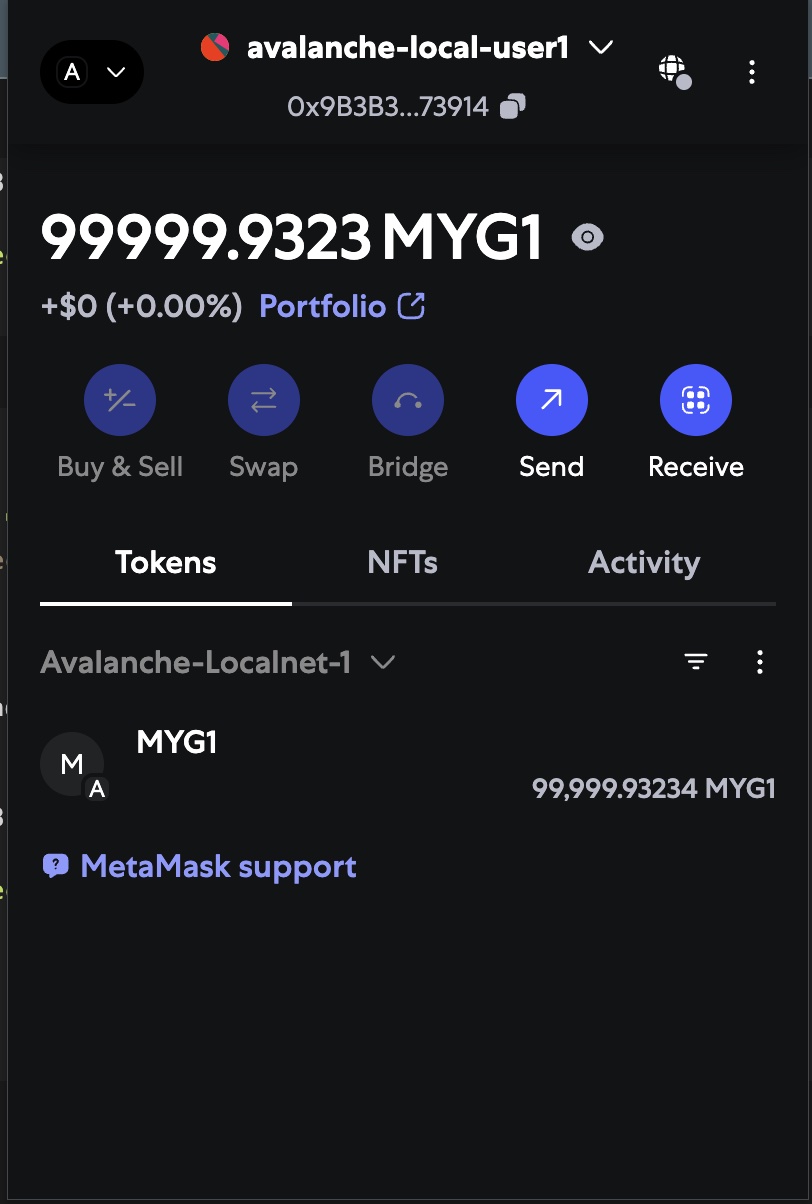 A
avalanche-local-user1
0x9B3B3...73914
99999.9323 MYG1
+$0 (+0.00%) Portfolio
Buy & Sell Swap Bridge Send Receive
Tokens NFTs Activity
Avalanche-Localnet-1
M
A
MYG1
99,999.93234 MYG1
? MetaMask support